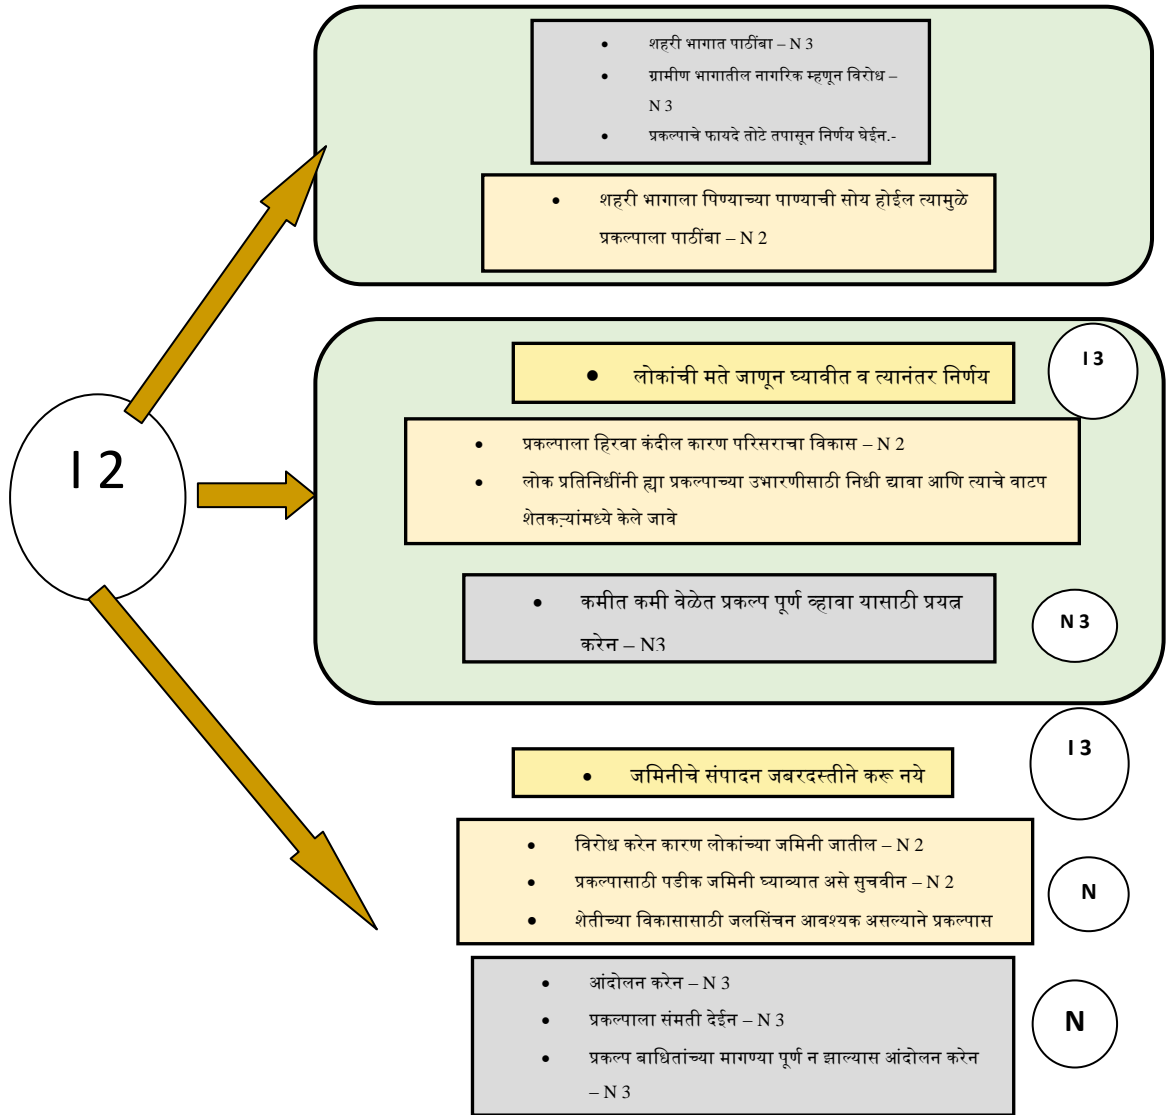 • शहरी भागात पाठींबा – N 3
• ग्रामीण भागातील नागरिक म्हणून विरोध –
N 3
• प्रकल्पाचे फायदे तोटे तपासून निर्णय घेईन.-
• शहरी भागाला पिण्याच्या पाण्याची सोय होईल त्यामुळे
प्रकल्पाला पाठींबा – N 2
I 2
• लोकांची मते जाणून घ्यावीत व त्यानंतर निर्णय
I 3
• प्रकल्पाला हिरवा कंदील कारण परिसराचा विकास – N 2
• लोक प्रतिनिधींनी ह्या प्रकल्पाच्या उभारणीसाठी निधी द्यावा आणि त्याचे वाटप
शेतकऱ्यांमध्ये केले जावे
• कमीत कमी वेळेत प्रकल्प पूर्ण व्हावा यासाठी प्रयत्न
करेन – N3
N 3
• जमिनीचे संपादन जबरदस्तीने करू नये
I 3
• विरोध करेन कारण लोकांच्या जमिनी जातील – N 2
• प्रकल्पासाठी पडीक जमिनी घ्याव्यात असे सुचवीन – N 2
• शेतीच्या विकासासाठी जलसिंचन आवश्यक असल्याने प्रकल्पास
N
• आंदोलन करेन – N 3
• प्रकल्पाला संमती देईन – N 3
• प्रकल्प बाधितांच्या मागण्या पूर्ण न झाल्यास आंदोलन करेन
– N 3
N